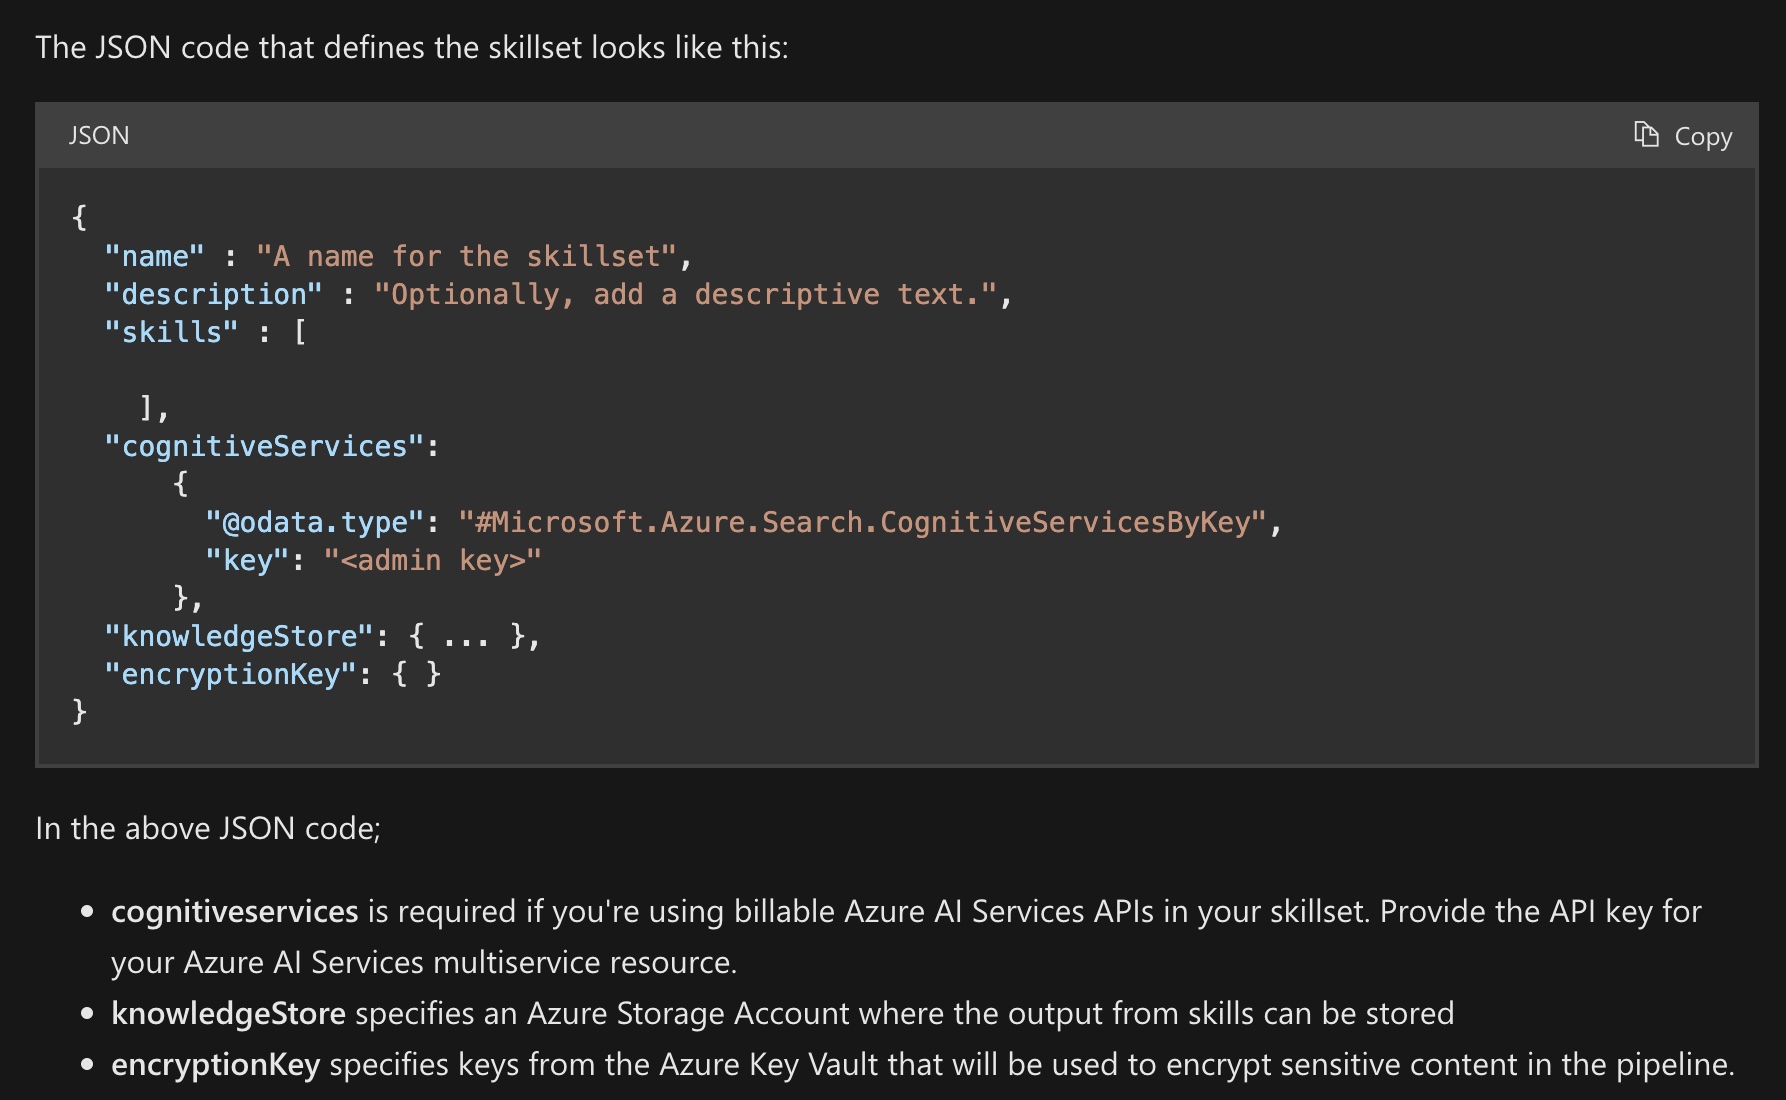 The JSON code that defines the skillset looks like this:
JSON
Copy
{
  "name" : "A name for the skillset",
  "description" : "Optionally, add a descriptive text.",
  "skills" : [

    ],
  "cognitiveServices":
      {
        "@odata.type": "#Microsoft.Azure.Search.CognitiveServicesByKey",
        "key": "<admin key>"
      },
  "knowledgeStore": { ... },
  "encryptionKey": { }
}
In the above JSON code;
• cognitiveservices is required if you're using billable Azure AI Services APIs in your skillset. Provide the API key for
your Azure AI Services multiservice resource.
• knowledgeStore specifies an Azure Storage Account where the output from skills can be stored
• encryptionKey specifies keys from the Azure Key Vault that will be used to encrypt sensitive content in the pipeline.